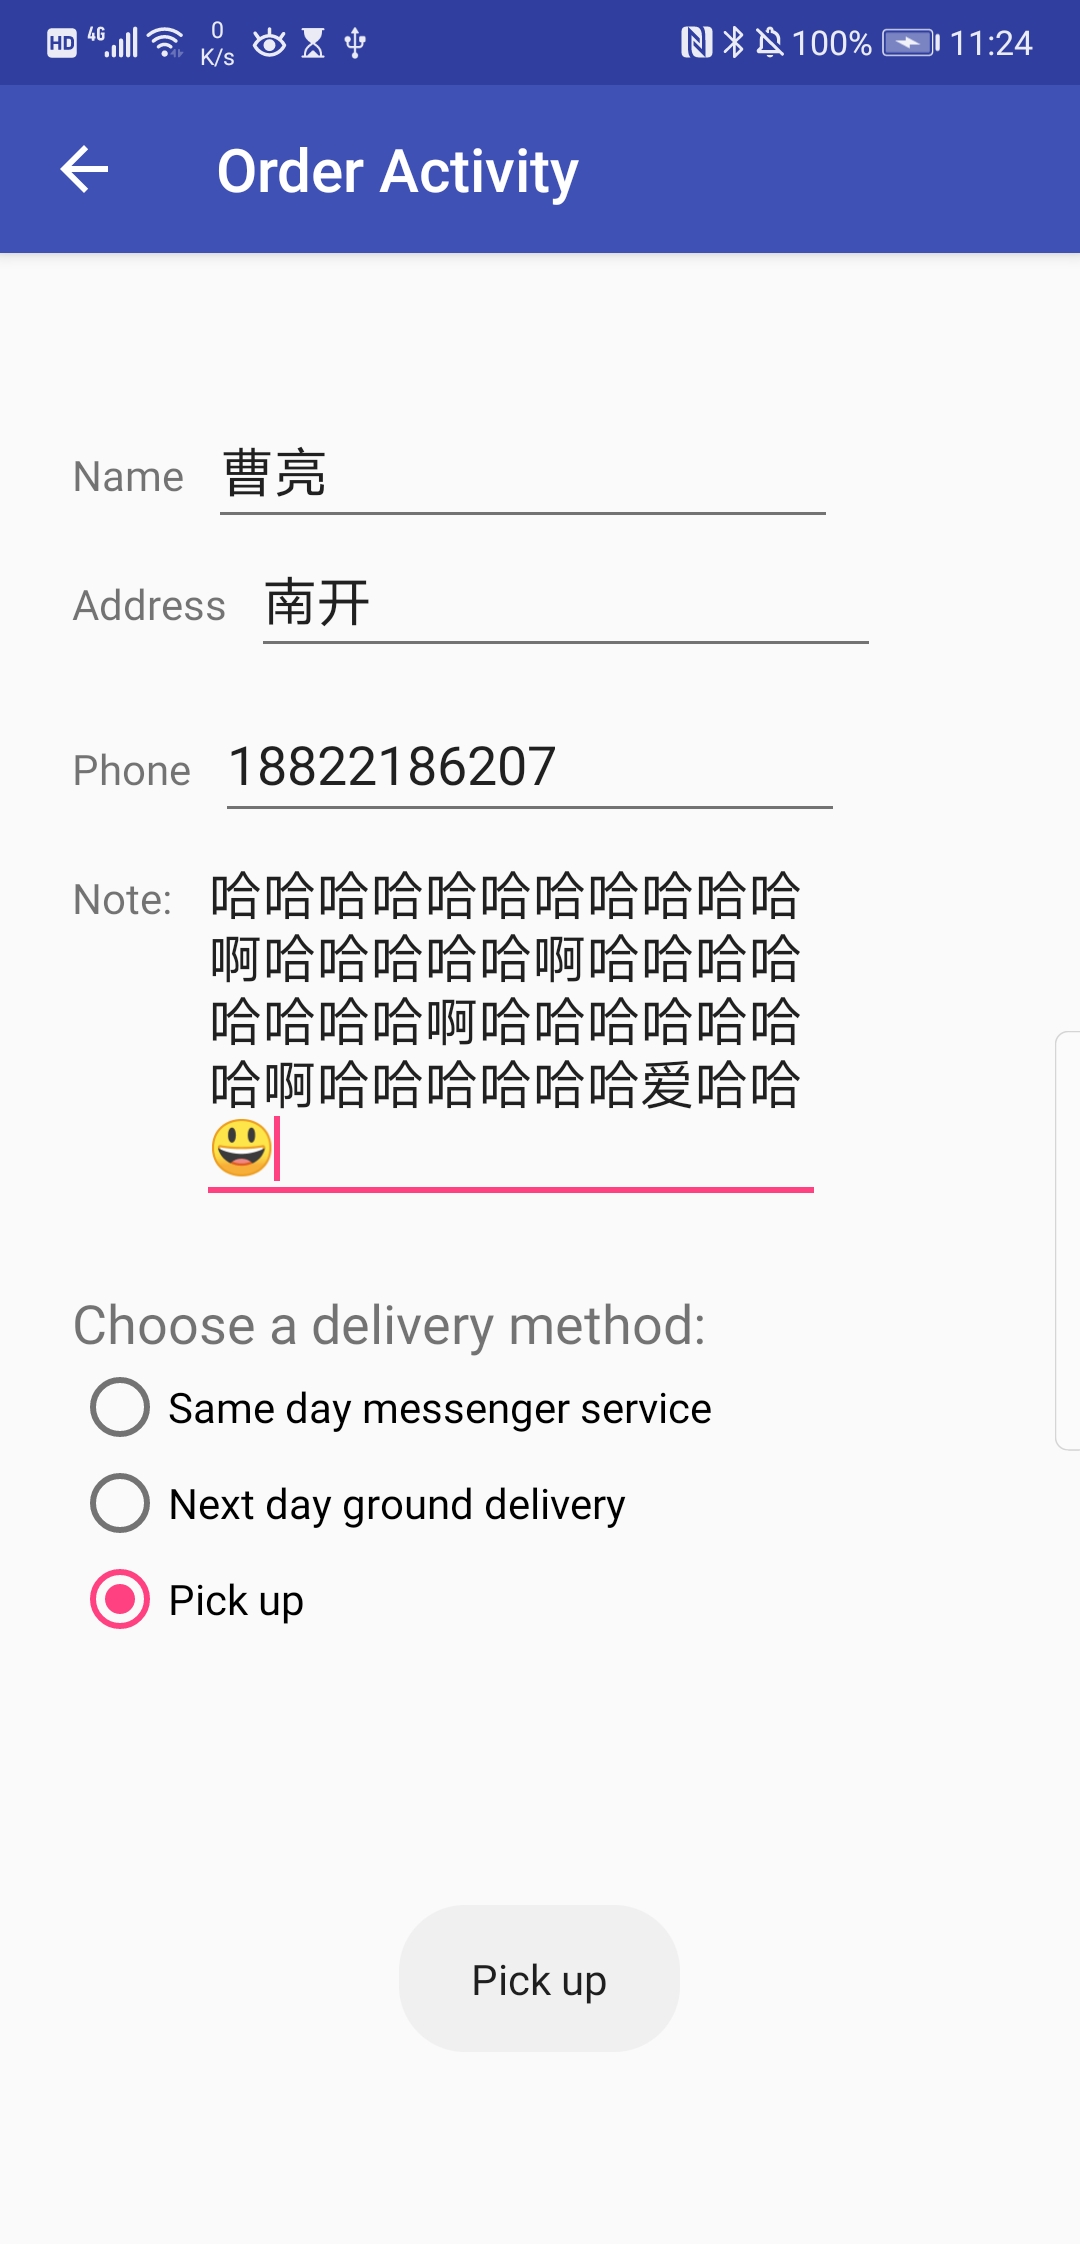 HD 4G 0 K/s 100% 11:24
Order Activity
Name 曹亮
Address 南开
Phone 18822186207
Note: 哈哈哈哈哈哈哈哈哈哈哈
啊哈哈哈哈哈啊哈哈哈哈
哈哈哈哈啊哈哈哈哈哈哈
哈啊哈哈哈哈哈哈爱哈哈
😃
Choose a delivery method:
Same day messenger service
Next day ground delivery
Pick up
Pick up